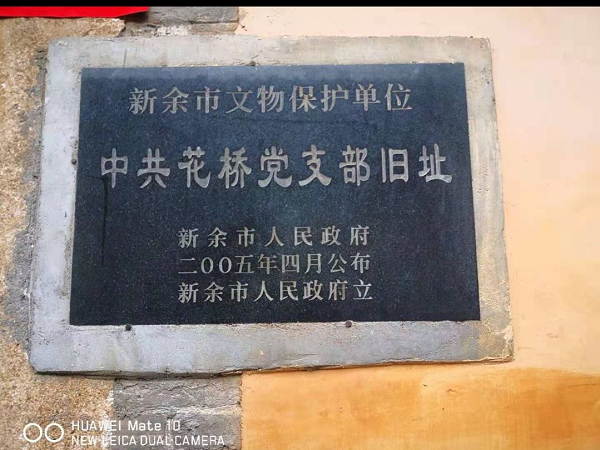 新余市文物保护单位
中共花桥党支部旧址
新余市人民政府
二00五年四月公布
新余市人民政府立
HUAWEI Mate 10
NEW-LEICA DUAL CAMERA